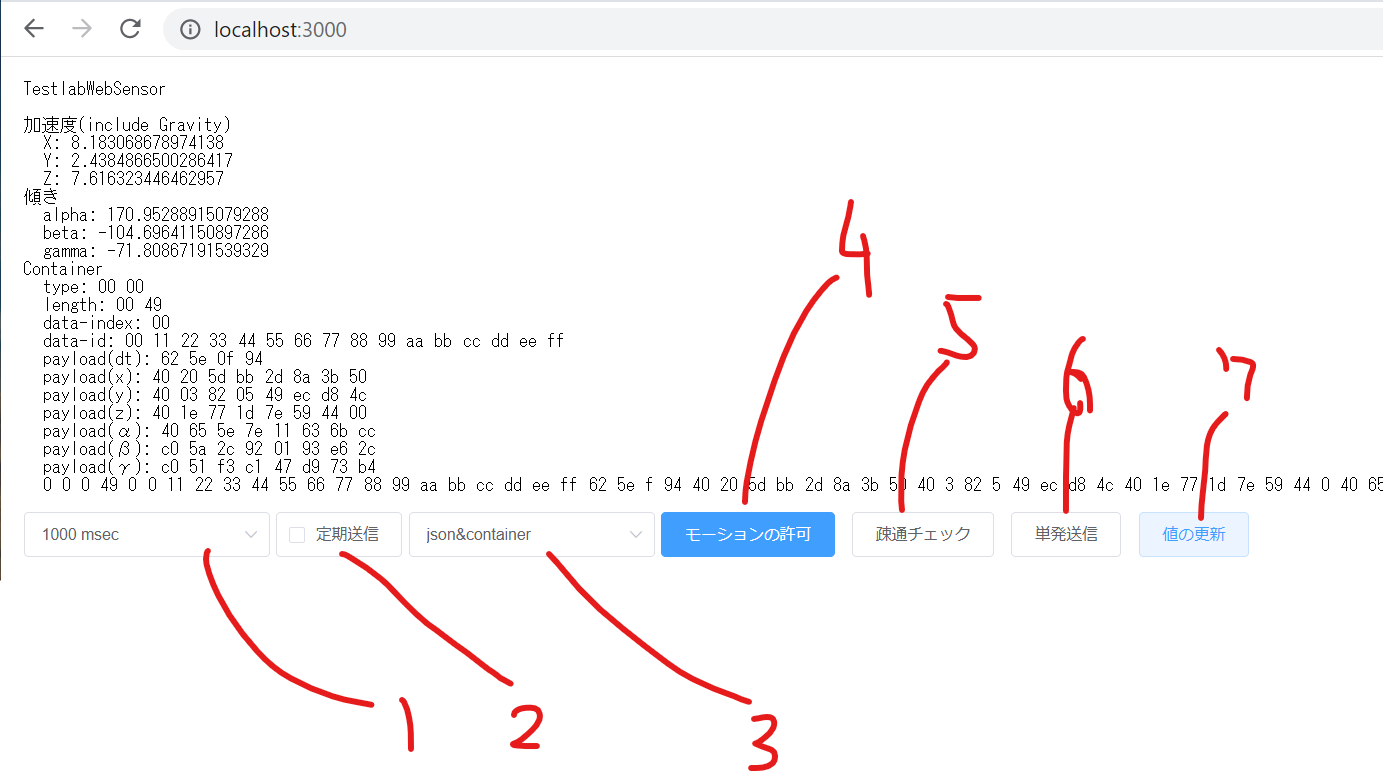 localhost:3000
TestlabWebSensor
加速度(include Gravity)
X: 8.183068678974138
Y: 2.4384866500286417
Z: 7.616323446462957
傾き
alpha: 170.95288915079288
beta: -104.69641150897286
gamma: -71.80867191539329
Container
type: 00 00
length: 00 49
data-index: 00
data-id: 00 11 22 33 44 55 66 77 88 99 aa bb cc dd ee ff
payload(dt): 62 5e 0f 94
payload(x): 40 20 5d bb 2d 8a 3b 50
payload(y): 40 03 82 05 49 ec d8 4c
payload(z): 40 1e 77 1d 7e 59 44 00
payload(α): 40 65 5e 7e 11 63 6b cc
payload(β): c0 5a 2c 92 01 93 e6 2c
payload(γ): c0 51 f3 c1 47 d9 73 b4
0 0 0 49 0 0 11 22 33 44 55 66 77 88 99 aa bb cc dd ee ff 62 5e f 94 40 20 5d bb 2d 8a 3b 50 40 3 82 5 49 ec d8 4c 40 1e 77 1d 7e 59 44 0 40 65
1000 msec 定期送信 json&container モーションの許可 疎通チェック 単発送信 値の更新
4
5
6
7
1
2
3